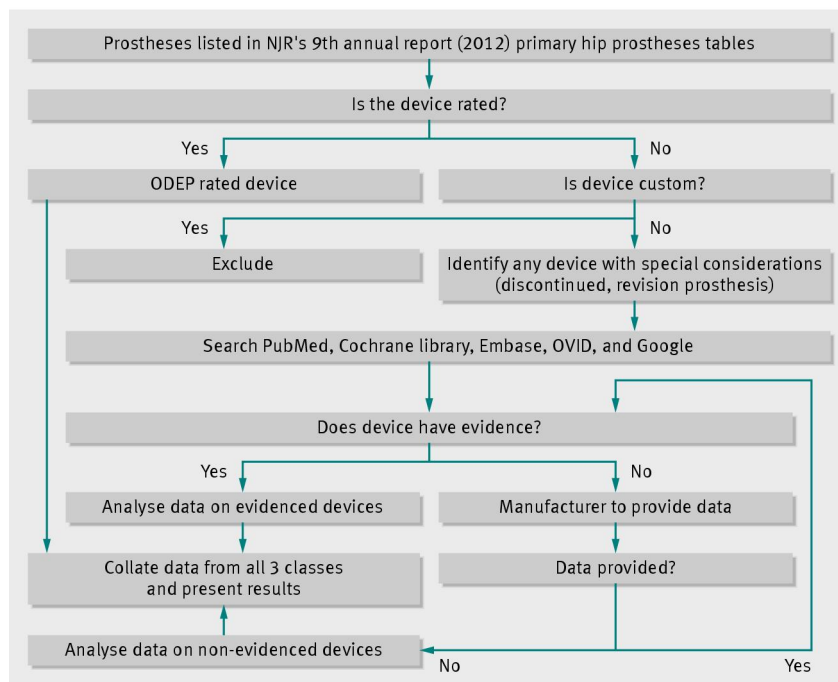 Prostheses listed in NJR's 9th annual report (2012) primary hip prostheses tables
Is the device rated?
Yes
No
ODEP rated device
Is device custom?
Yes
No
Exclude
Identify any device with special considerations
(discontinued, revision prosthesis)
Search PubMed, Cochrane library, Embase, OVID, and Google
Does device have evidence?
Yes
No
Analyse data on evidenced devices
Manufacturer to provide data
Collate data from all 3 classes
and present results
Data provided?
Analyse data on non-evidenced devices
No
Yes